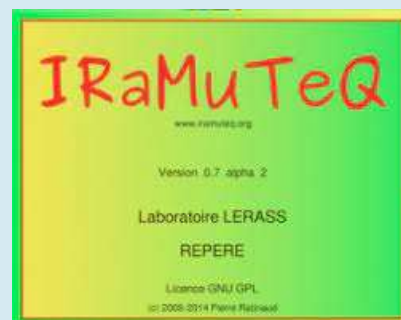 IRaMuTeQ
www.iramuteq.org
Version 0.7 alpha 2
Laboratoire LERASS
REPERE
Licence GNU GPL
(c) 2008-2014 Pierre Ratinaud